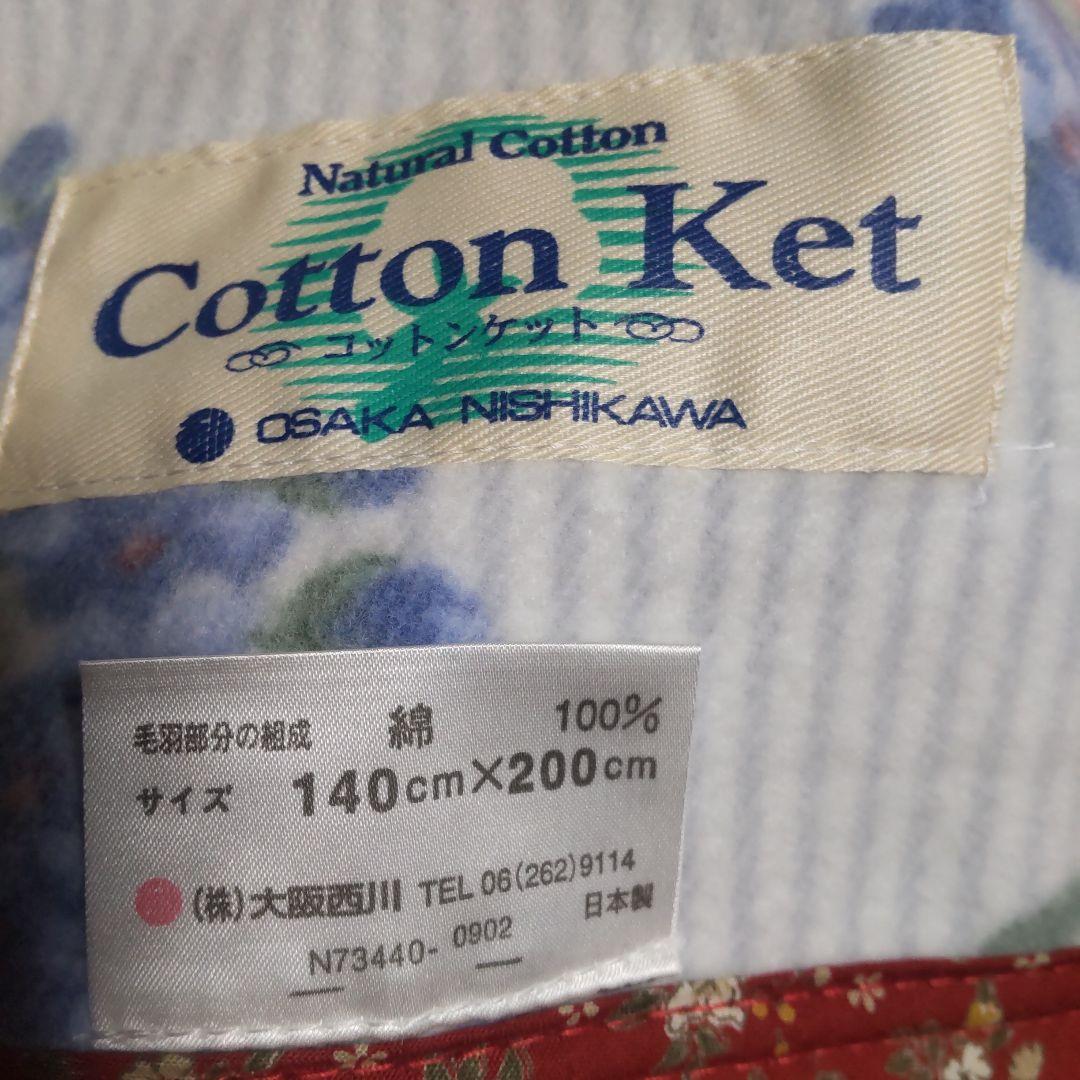 Natural Cotton
Cotton Ket
コットンケット
OSAKA NISHIKAWA
毛羽部分の組成 綿 100%
サイズ 140cm×200cm
(株)大阪西川 TEL 06(262)9114
日本製
N73440- 0902